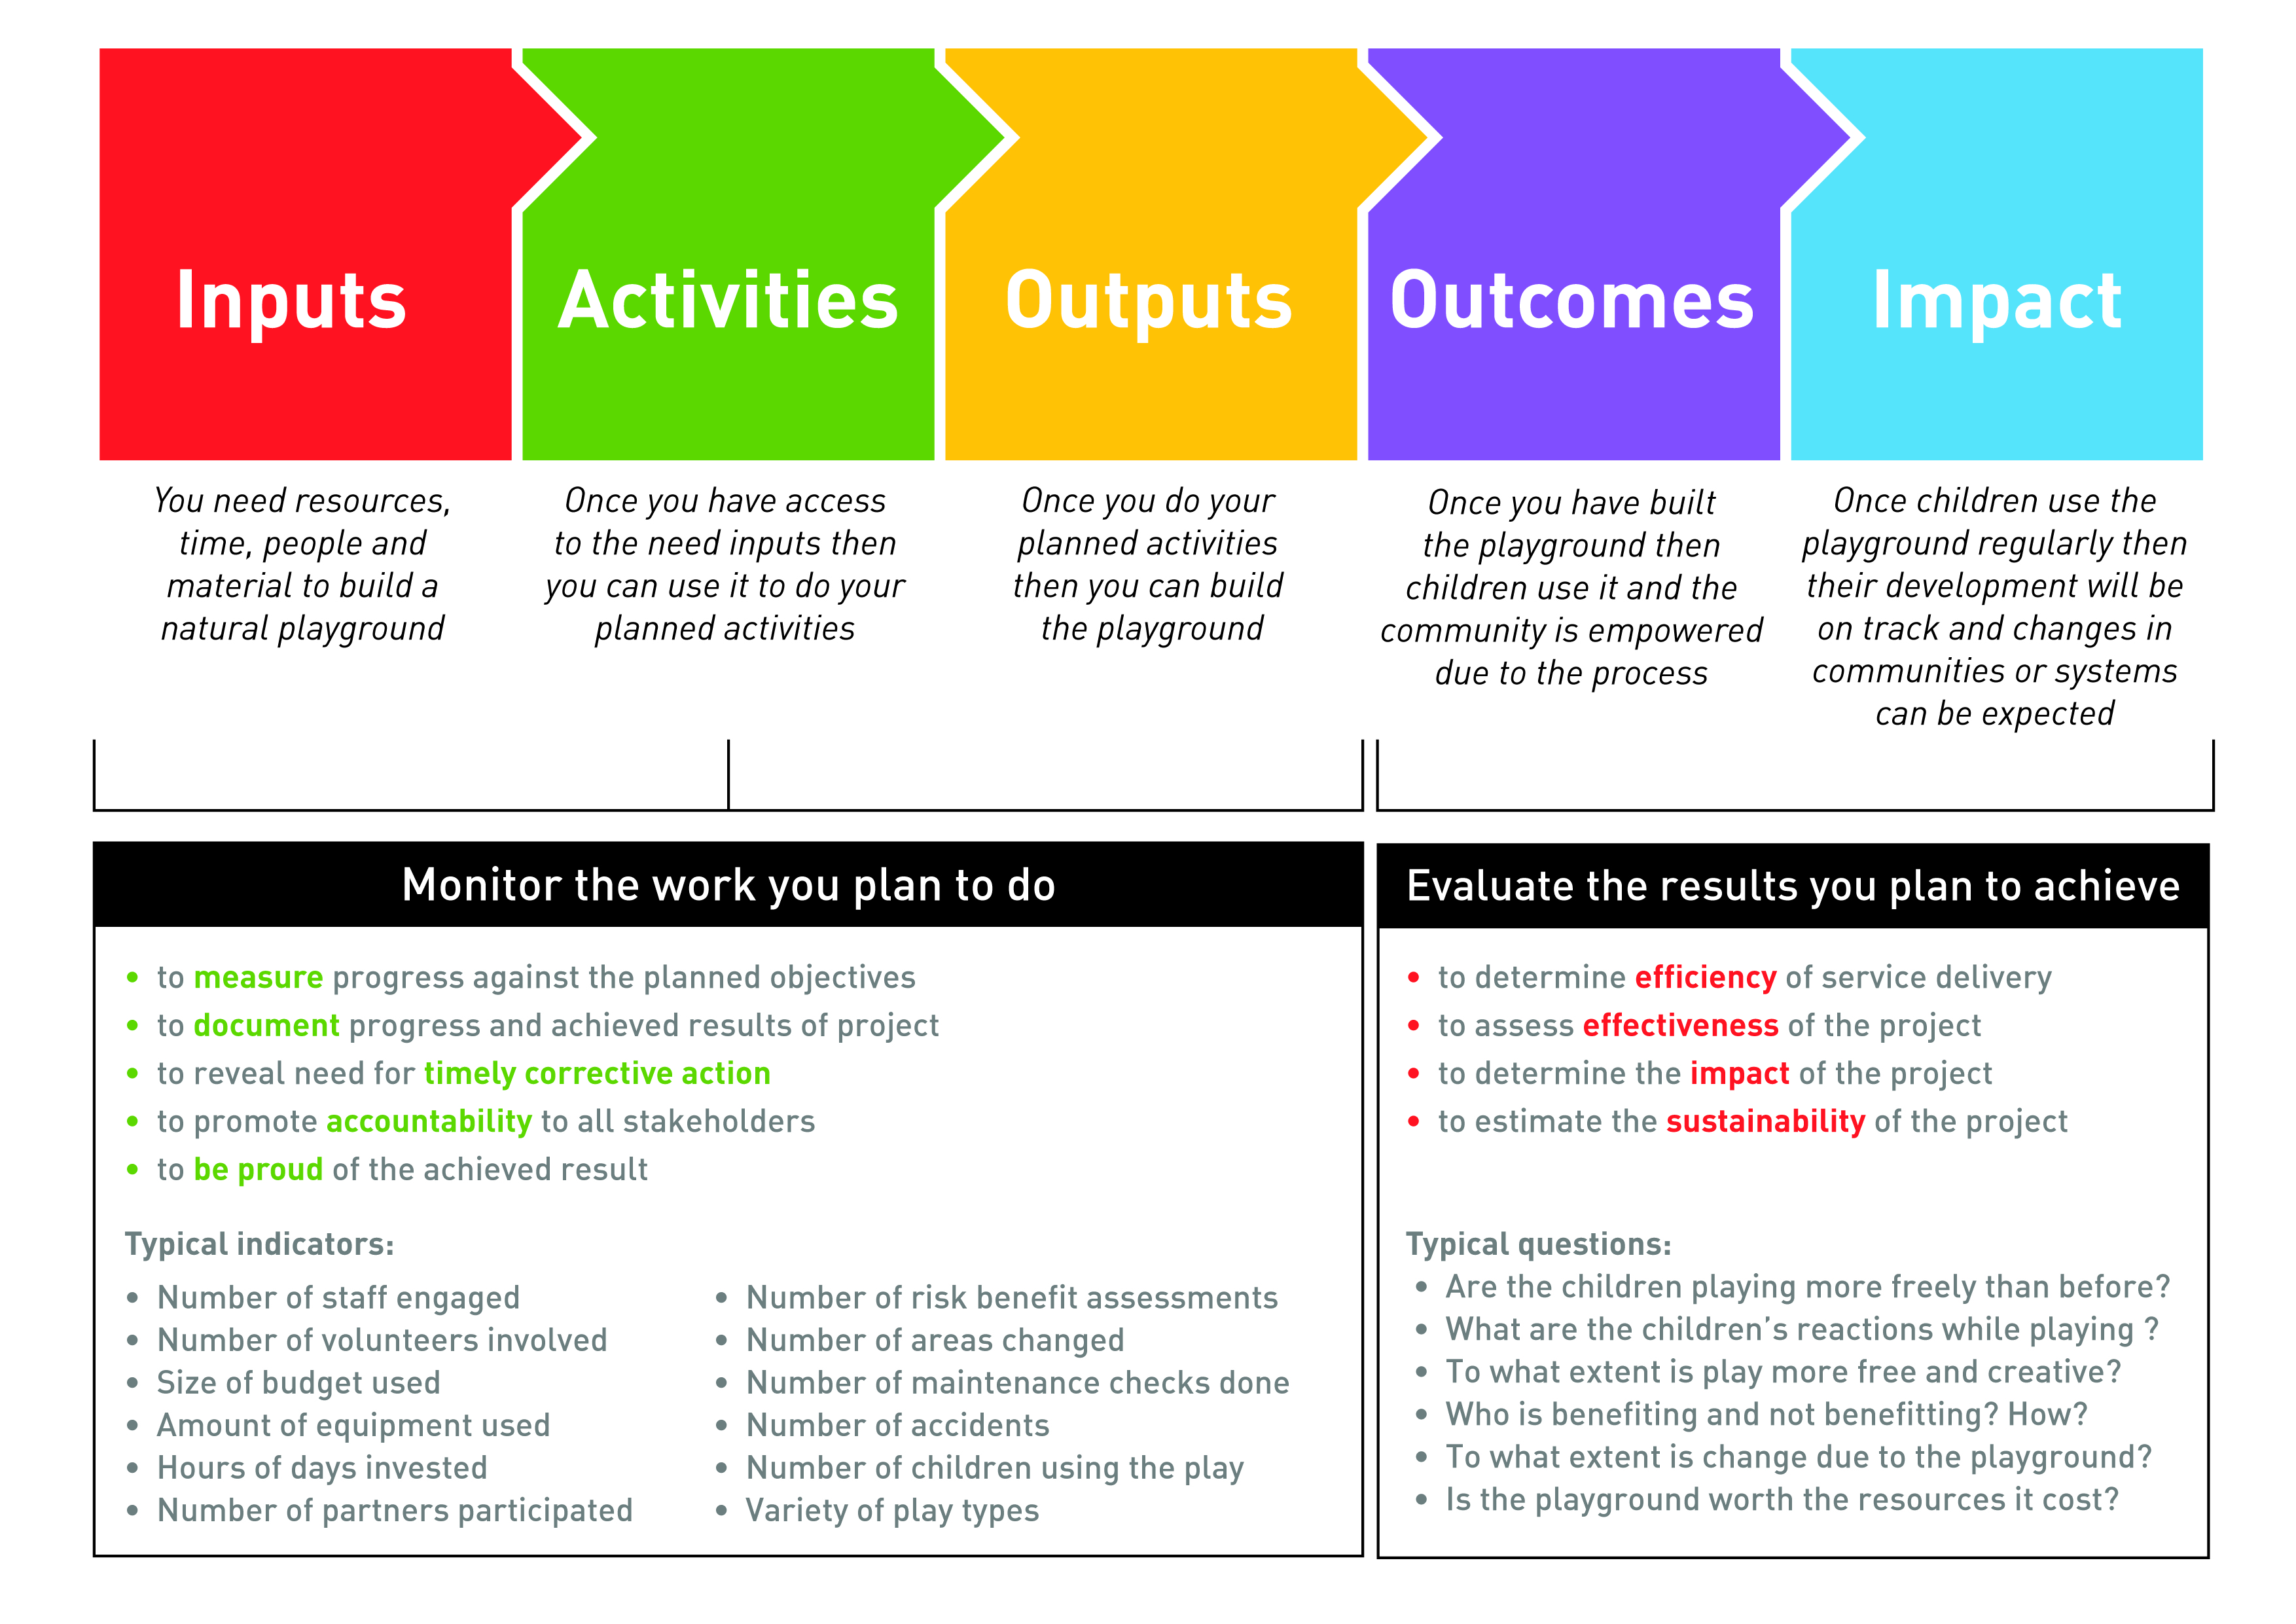 Inputs
Activities
Outputs
Outcomes
Impact
You need resources,
time, people and
material to build a
natural playground
Once you have access
to the need inputs then
you can use it to do your
planned activities
Once you do your
planned activities
then you can build
the playground
Once you have built
the playground then
children use it and the
community is empowered
due to the process
Once children use the
playground regularly then
their development will be
on track and changes in
communities or systems
can be expected
Monitor the work you plan to do
• to measure progress against the planned objectives
• to document progress and achieved results of project
• to reveal need for timely corrective action
• to promote accountability to all stakeholders
• to be proud of the achieved result
Typical indicators:
• Number of staff engaged
• Number of volunteers involved
• Size of budget used
• Amount of equipment used
• Hours of days invested
• Number of partners participated
• Number of risk benefit assessments
• Number of areas changed
• Number of maintenance checks done
• Number of accidents
• Number of children using the play
• Variety of play types
Evaluate the results you plan to achieve
• to determine efficiency of service delivery
• to assess effectiveness of the project
• to determine the impact of the project
• to estimate the sustainability of the project
Typical questions:
• Are the children playing more freely than before?
• What are the children’s reactions while playing ?
• To what extent is play more free and creative?
• Who is benefiting and not benefitting? How?
• To what extent is change due to the playground?
• Is the playground worth the resources it cost?